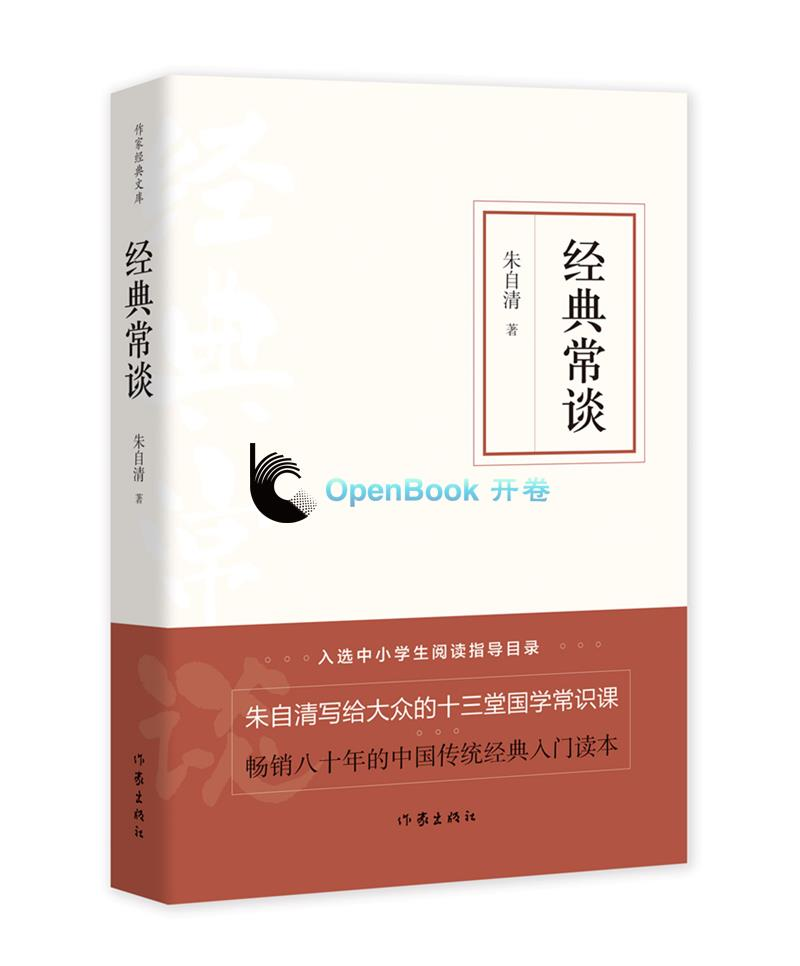 作家经典文库
经典常谈
朱自清 著
作家出版社
经典常谈
朱自清 著
经典常谈
OpenBook 开卷
入选中小学生阅读指导目录
朱自清写给大众的十三堂国学常识课
畅销八十年的中国传统经典入门读本
作家出版社